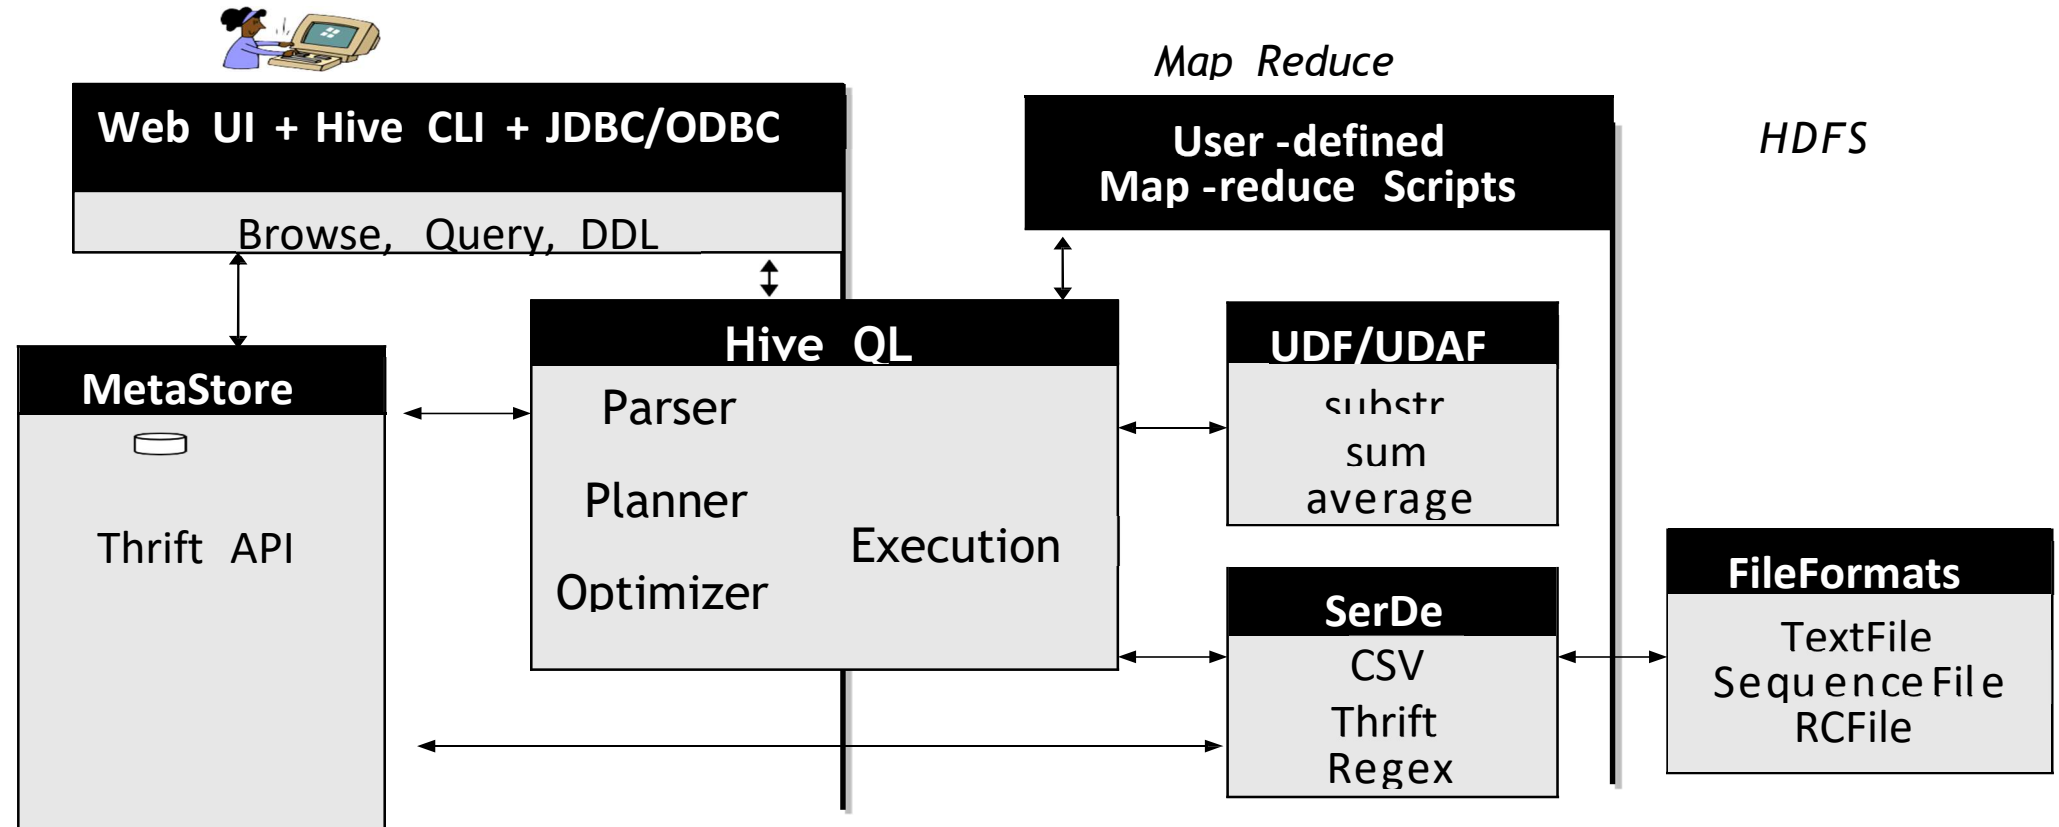 Map Reduce
Web UI + Hive CLI + JDBC/ODBC
User -defined
Map -reduce Scripts
HDFS
Browse, Query, DDL
Hive QL
Parser
Planner
Optimizer
Execution
UDF/UDAF
substr
sum
average
MetaStore
Thrift API
SerDe
CSV
Thrift
Regex
FileFormats
TextFile
SequenceFile
RCFile